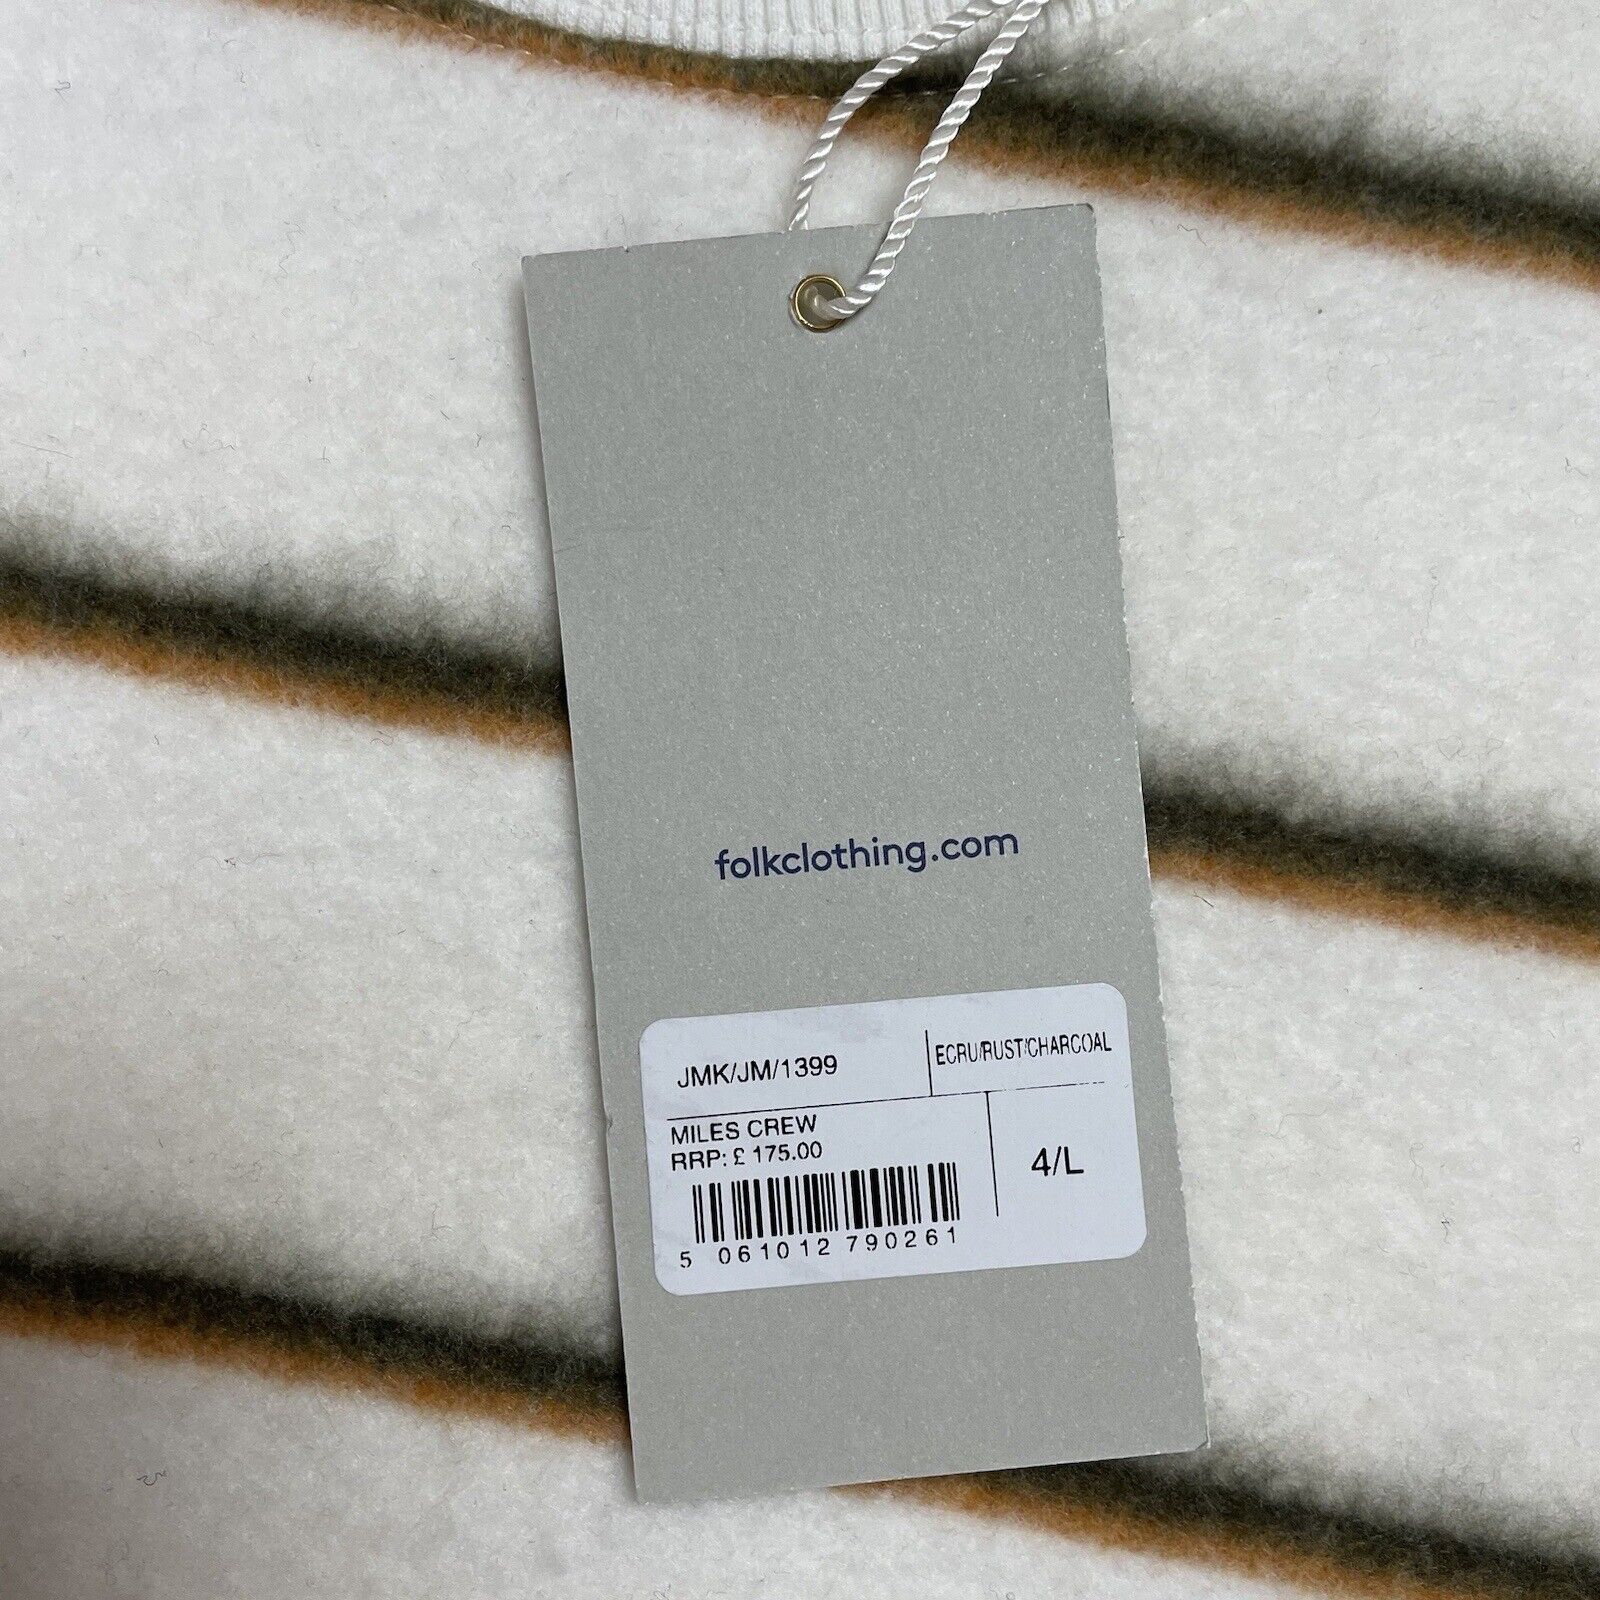 folkclothing.com
JMK/JM/1399
ECRU/RUST/CHARCOAL
MILES CREW
RRP: £ 175.00
4/L
5 061012 790261